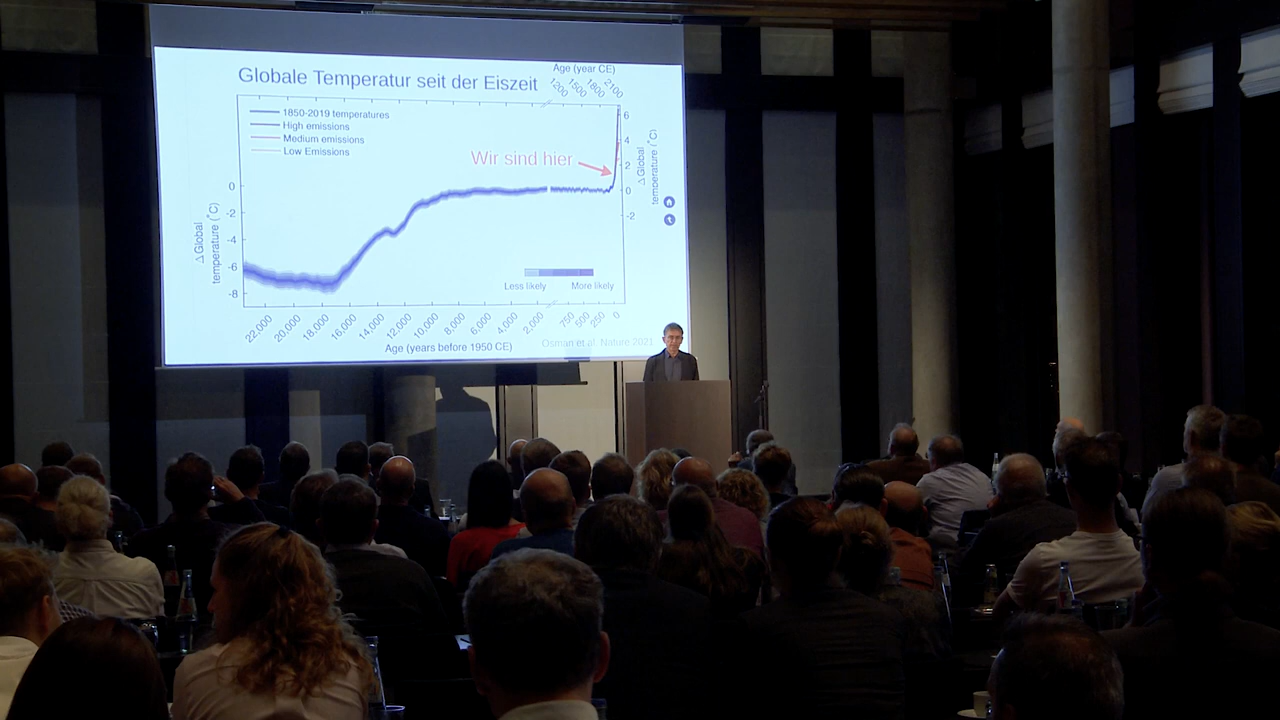 Globale Temperatur seit der Eiszeit
Age (year CE)
1200 1500 1800 2100
1850-2019 temperatures
High emissions
Medium emissions
Low Emissions
Wir sind hier
6
4
2
0
-2
Δ Global
temperature (°C)
0
-2
-4
-6
-8
Δ Global
temperature (°C)
Less likely More likely
22,000 20,000 18,000 16,000 14,000 12,000 10,000 8,000 6,000 4,000 2,000 750 500 250 0
Age (years before 1950 CE)
Osman et al. Nature 2021